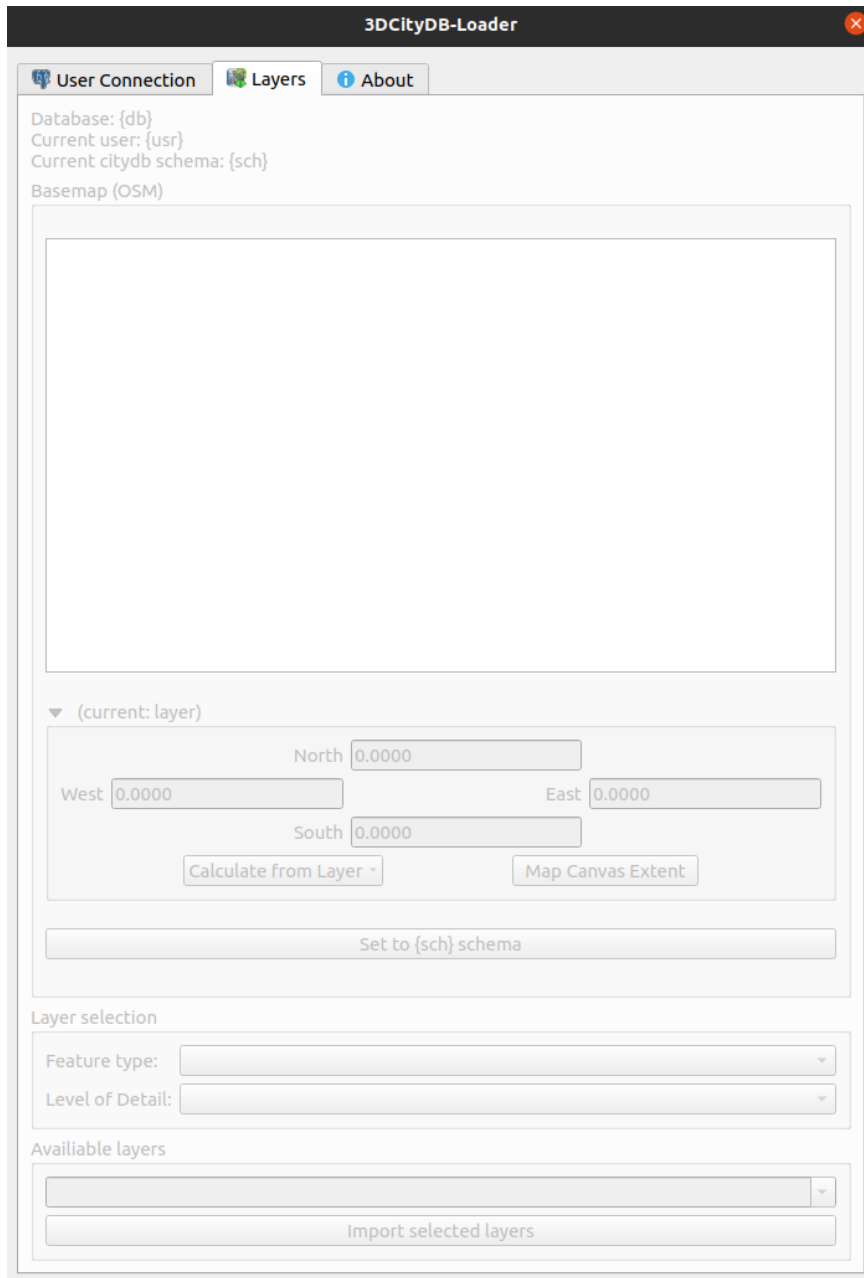 3DCityDB-Loader
User Connection Layers About
Database: {db}
Current user: {usr}
Current citydb schema: {sch}
Basemap (OSM)
(current: layer)
North 0.0000
West 0.0000 East 0.0000
South 0.0000
Calculate from Layer Map Canvas Extent
Set to {sch} schema
Layer selection
Feature type:
Level of Detail:
Availiable layers
Import selected layers